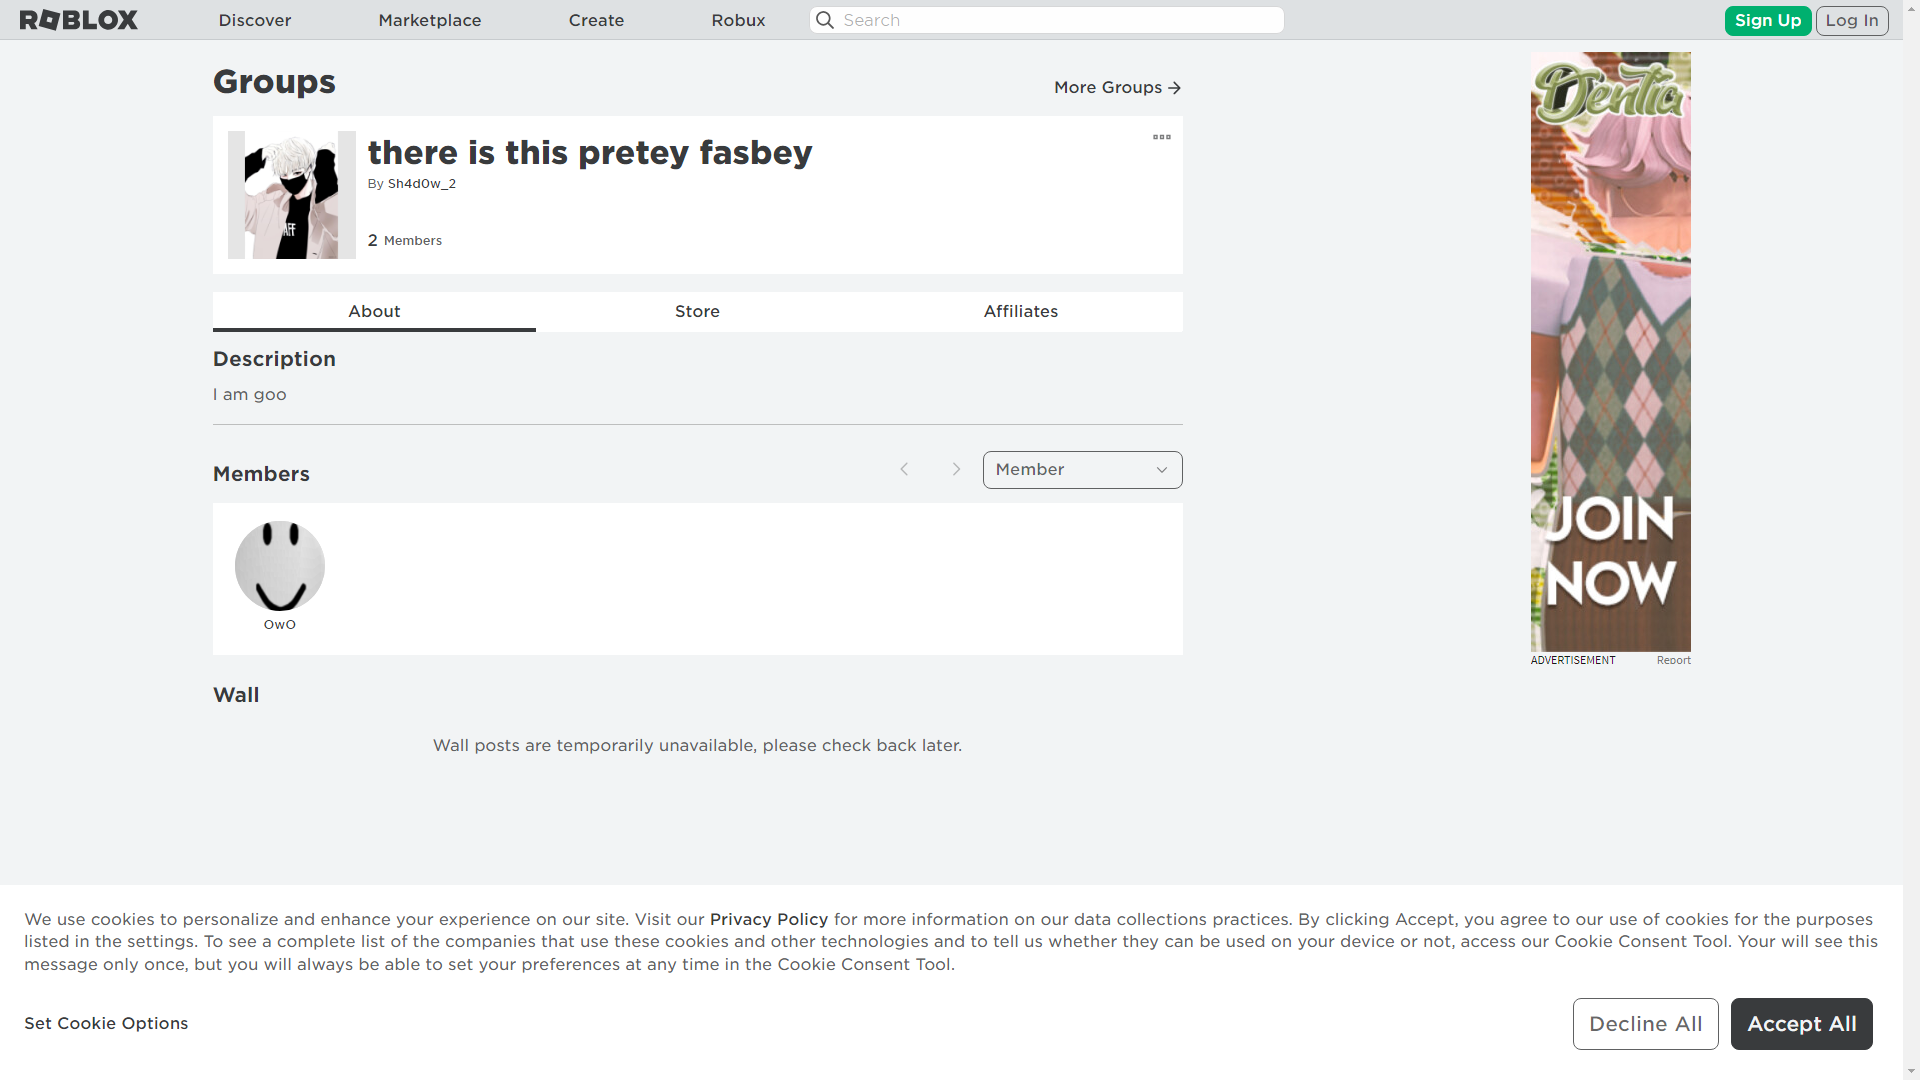 ROBLOX
Discover
Marketplace
Create
Robux
Search
Sign Up
Log In
Groups
More Groups
there is this pretey fasbey
By Sh4d0w_2
2 Members
AFF
About
Store
Affiliates
Description
I am goo
Members
Member
OwO
Wall
Wall posts are temporarily unavailable, please check back later.
Dentia
JOIN
NOW
ADVERTISEMENT
Report
We use cookies to personalize and enhance your experience on our site. Visit our Privacy Policy for more information on our data collections practices. By clicking Accept, you agree to our use of cookies for the purposes
listed in the settings. To see a complete list of the companies that use these cookies and other technologies and to tell us whether they can be used on your device or not, access our Cookie Consent Tool. Your will see this
message only once, but you will always be able to set your preferences at any time in the Cookie Consent Tool.
Set Cookie Options
Decline All
Accept All